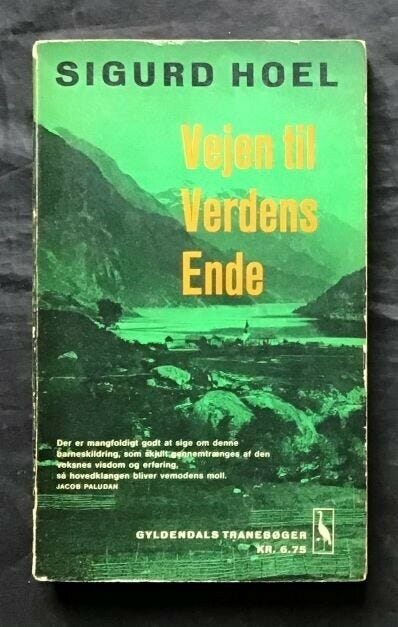 SIGURD HOEL
Vejen til
Verdens
Ende
Der er mangfoldigt godt at sige om denne
barneskildring, som skjult gennemtrænges af den
voksnes visdom og erfaring,
så hovedklangen bliver vemodens moll.
JACOB PALUDAN
GYLDENDALS TRANEBØGER
KR. 6.75